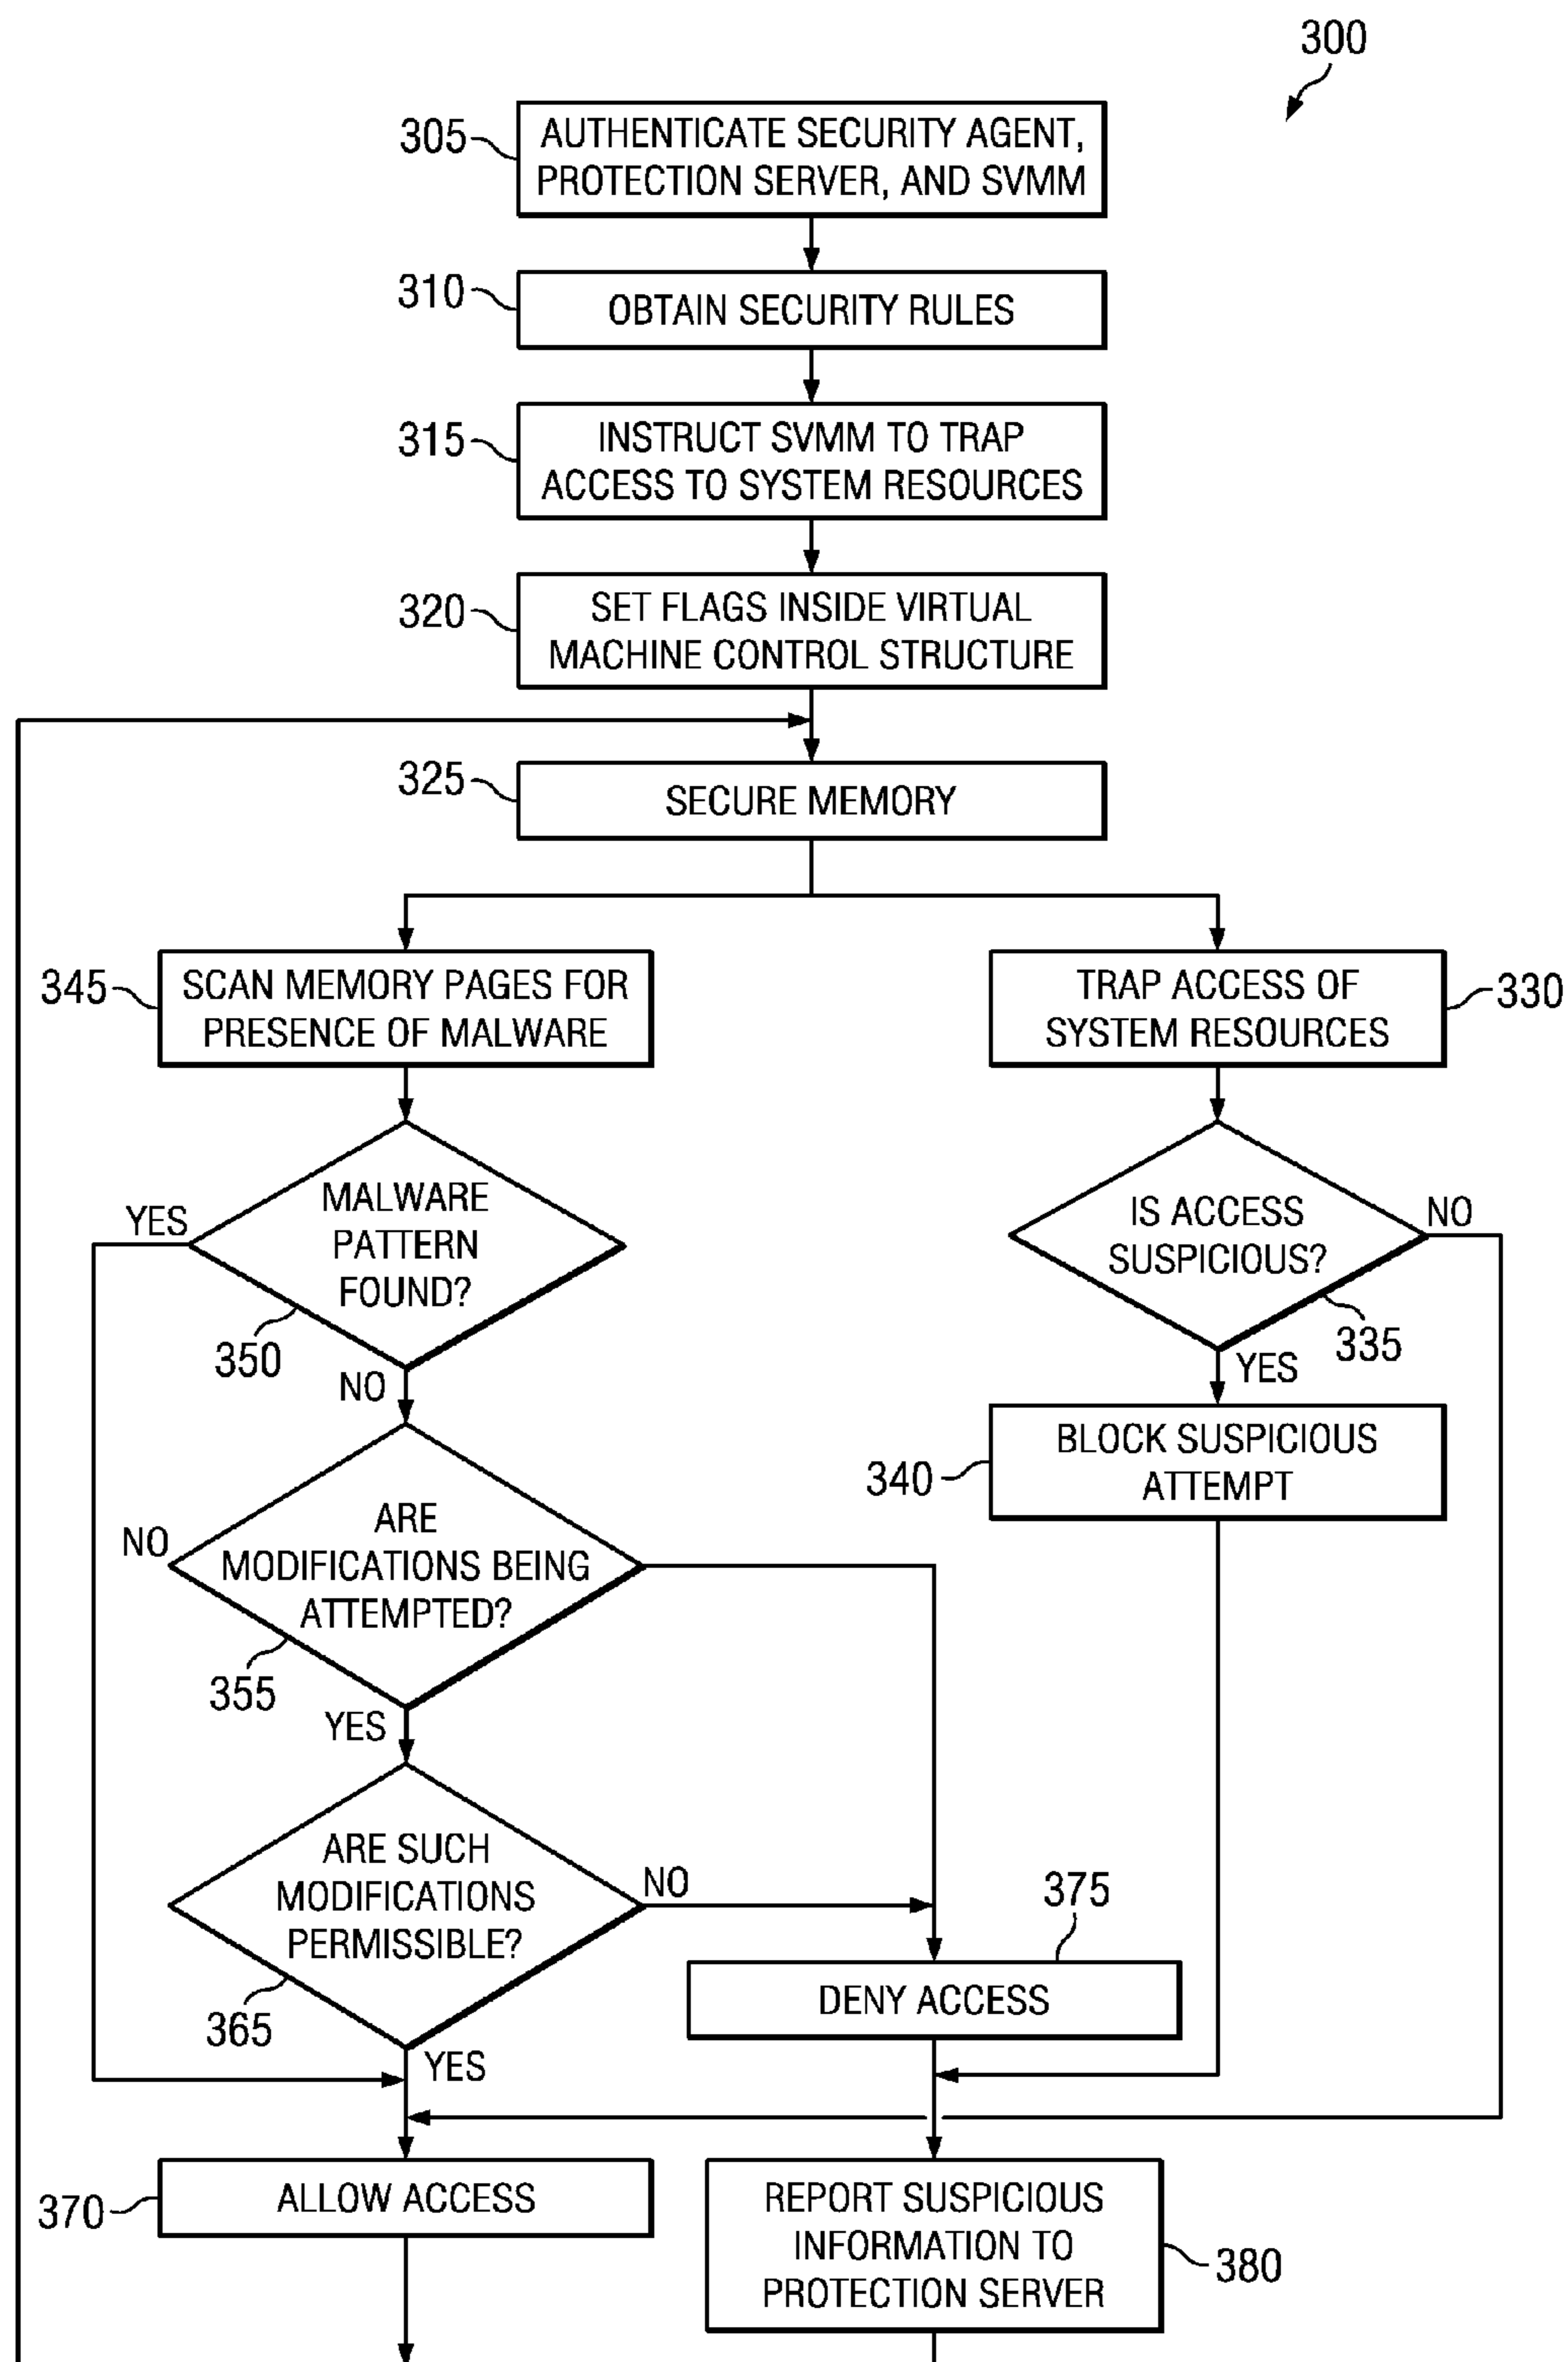 300
305
AUTHENTICATE SECURITY AGENT,
PROTECTION SERVER, AND SVMM
310
OBTAIN SECURITY RULES
315
INSTRUCT SVMM TO TRAP
ACCESS TO SYSTEM RESOURCES
320
SET FLAGS INSIDE VIRTUAL
MACHINE CONTROL STRUCTURE
325
SECURE MEMORY
345
SCAN MEMORY PAGES FOR
PRESENCE OF MALWARE
TRAP ACCESS OF
SYSTEM RESOURCES
330
YES
MALWARE
PATTERN
FOUND?
350
NO
IS ACCESS
SUSPICIOUS?
NO
335
YES
340
BLOCK SUSPICIOUS
ATTEMPT
NO
ARE
MODIFICATIONS BEING
ATTEMPTED?
355
YES
ARE SUCH
MODIFICATIONS
PERMISSIBLE?
NO
365
YES
375
DENY ACCESS
370
ALLOW ACCESS
REPORT SUSPICIOUS
INFORMATION TO
PROTECTION SERVER
380